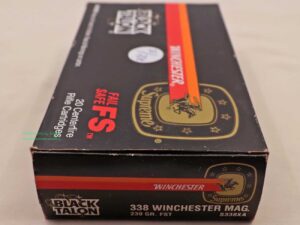 BLACK
TALON
WINCHESTER
Supreme
FAIL
SAFE
FS™
20 Centerfire
Rifle Cartridges
BLACK
TALON
WINCHESTER
Supreme
338 WINCHESTER MAG.
230 GR. FST
S338XA